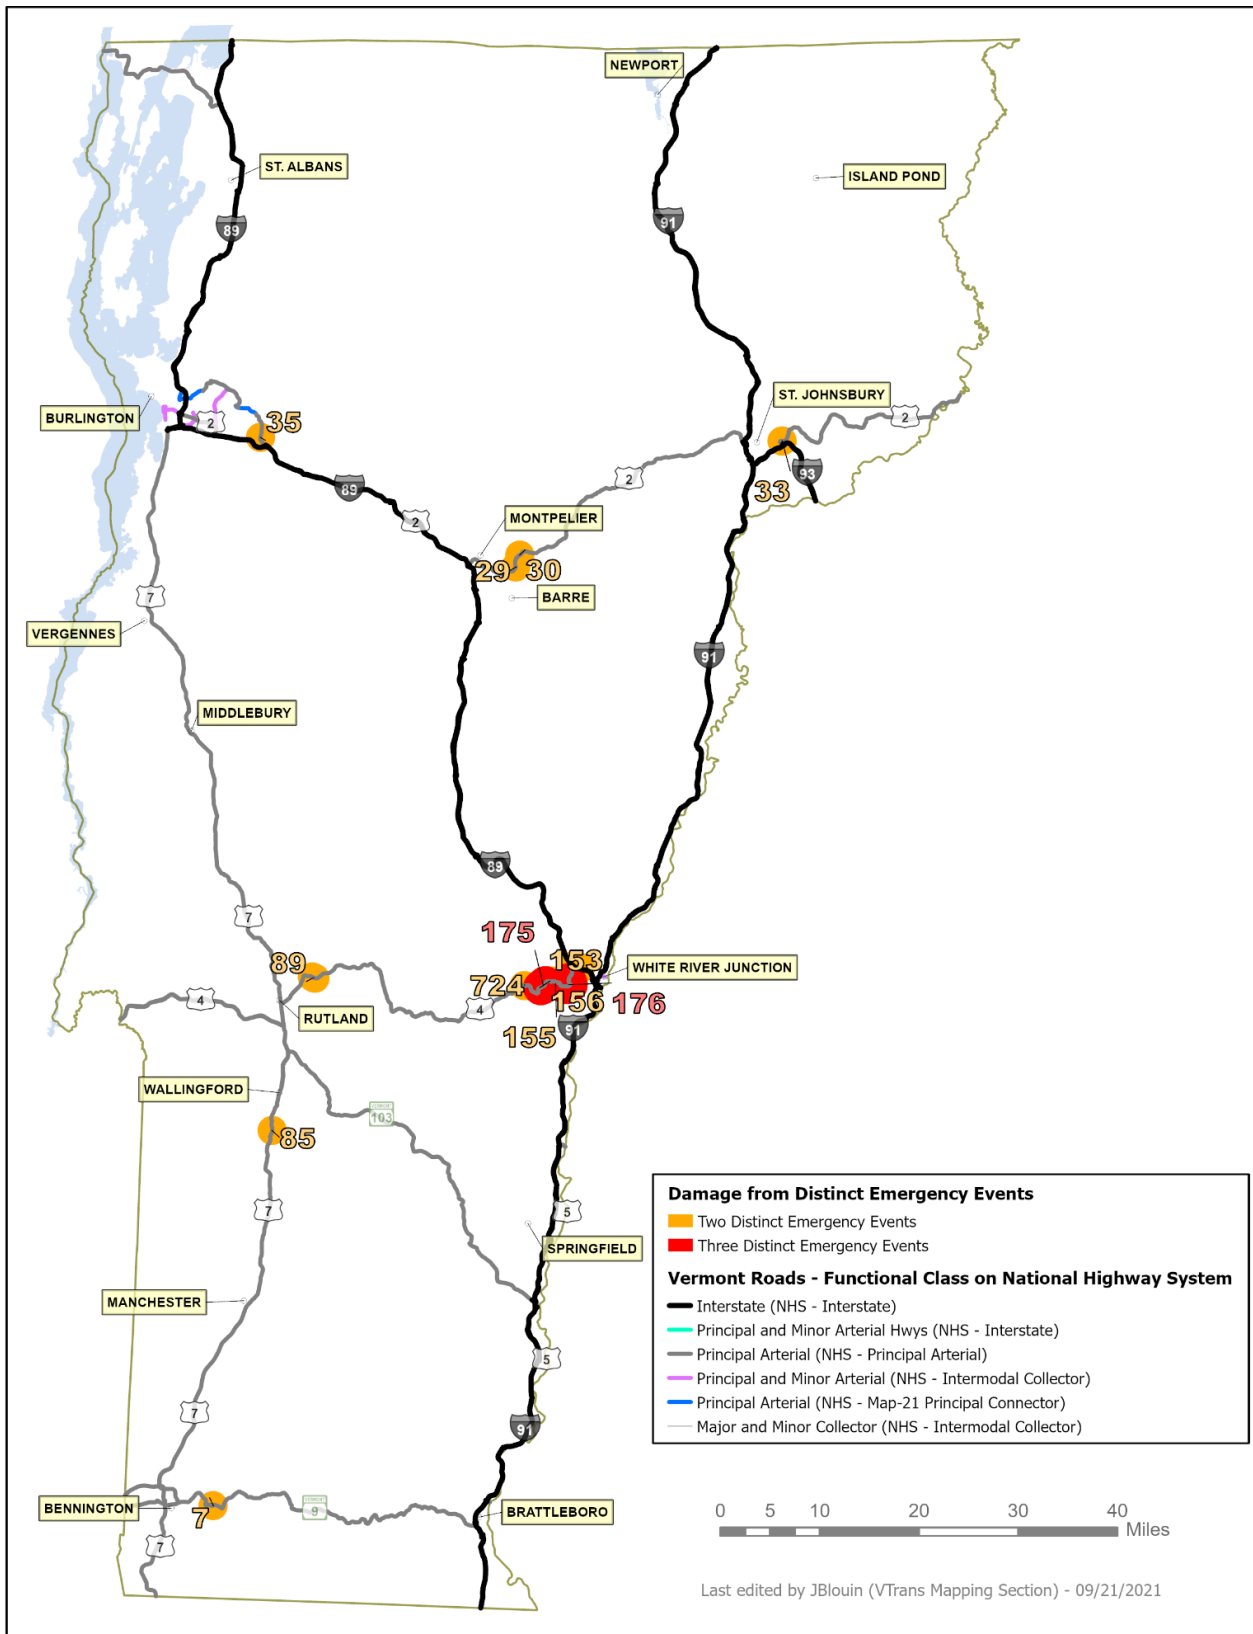 NEWPORT
ST. ALBANS
ISLAND POND
89
91
BURLINGTON
2
35
ST. JOHNSBURY
2
33
93
89
2
2
MONTPELIER
29
30
BARRE
7
VERGENNES
91
MIDDLEBURY
89
7
175
153
89
724
WHITE RIVER JUNCTION
4
156
176
4
RUTLAND
155
91
WALLINGFORD
VERMONT
103
85
7
5
SPRINGFIELD
MANCHESTER
5
7
91
BENNINGTON
7
VERMONT
9
BRATTLEBORO
7
Damage from Distinct Emergency Events
Two Distinct Emergency Events
Three Distinct Emergency Events
Vermont Roads - Functional Class on National Highway System
Interstate (NHS - Interstate)
Principal and Minor Arterial Hwys (NHS - Interstate)
Principal Arterial (NHS - Principal Arterial)
Principal and Minor Arterial (NHS - Intermodal Collector)
Principal Arterial (NHS - Map-21 Principal Connector)
Major and Minor Collector (NHS - Intermodal Collector)
0 5 10 20 30 40
Miles
Last edited by JBlouin (VTrans Mapping Section) - 09/21/2021